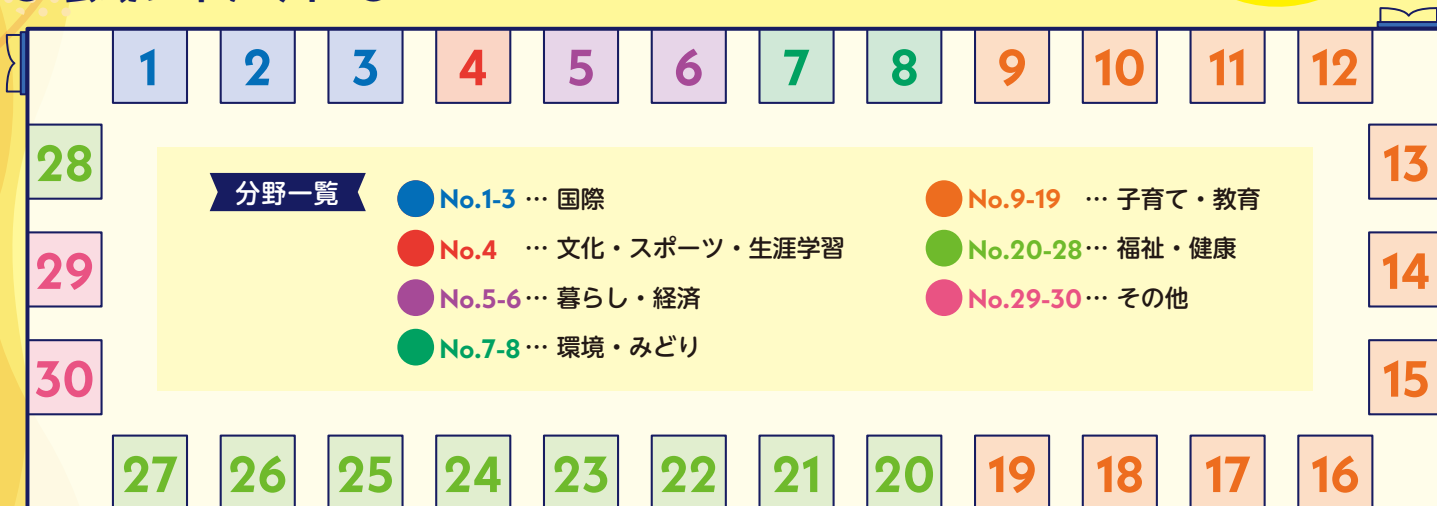 1 2 3 4 5 6 7 8 9 10 11 12
28
29
30
13
14
15
分野一覧
No.1-3 … 国際
No.4 … 文化・スポーツ・生涯学習
No.5-6 … 暮らし・経済
No.7-8 … 環境・みどり
No.9-19 … 子育て・教育
No.20-28 … 福祉・健康
No.29-30 … その他
27 26 25 24 23 22 21 20 19 18 17 16